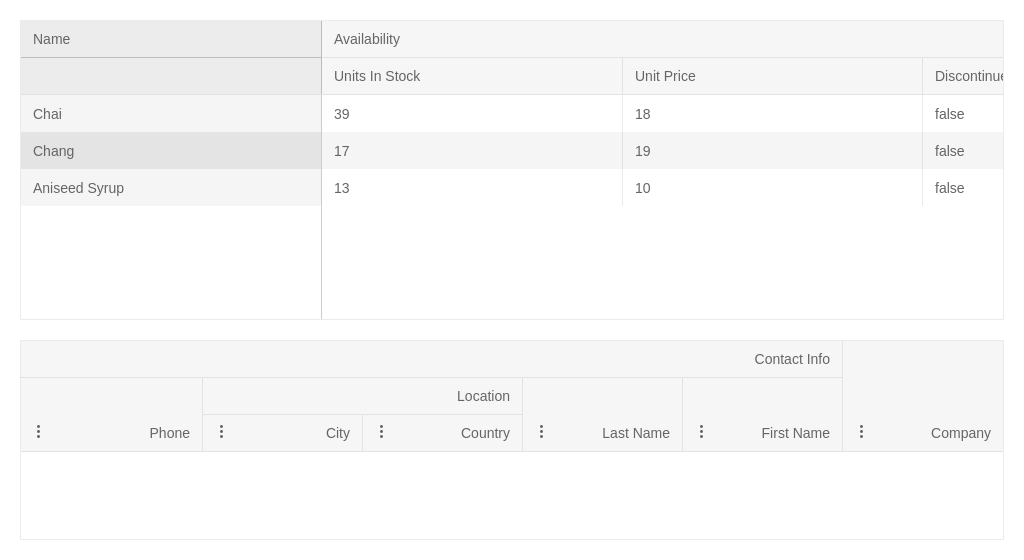 Name Availability
Units In Stock Unit Price Discontinue
Chai 39 18 false
Chang 17 19 false
Aniseed Syrup 13 10 false
Contact Info
Location
Phone City Country Last Name First Name Company